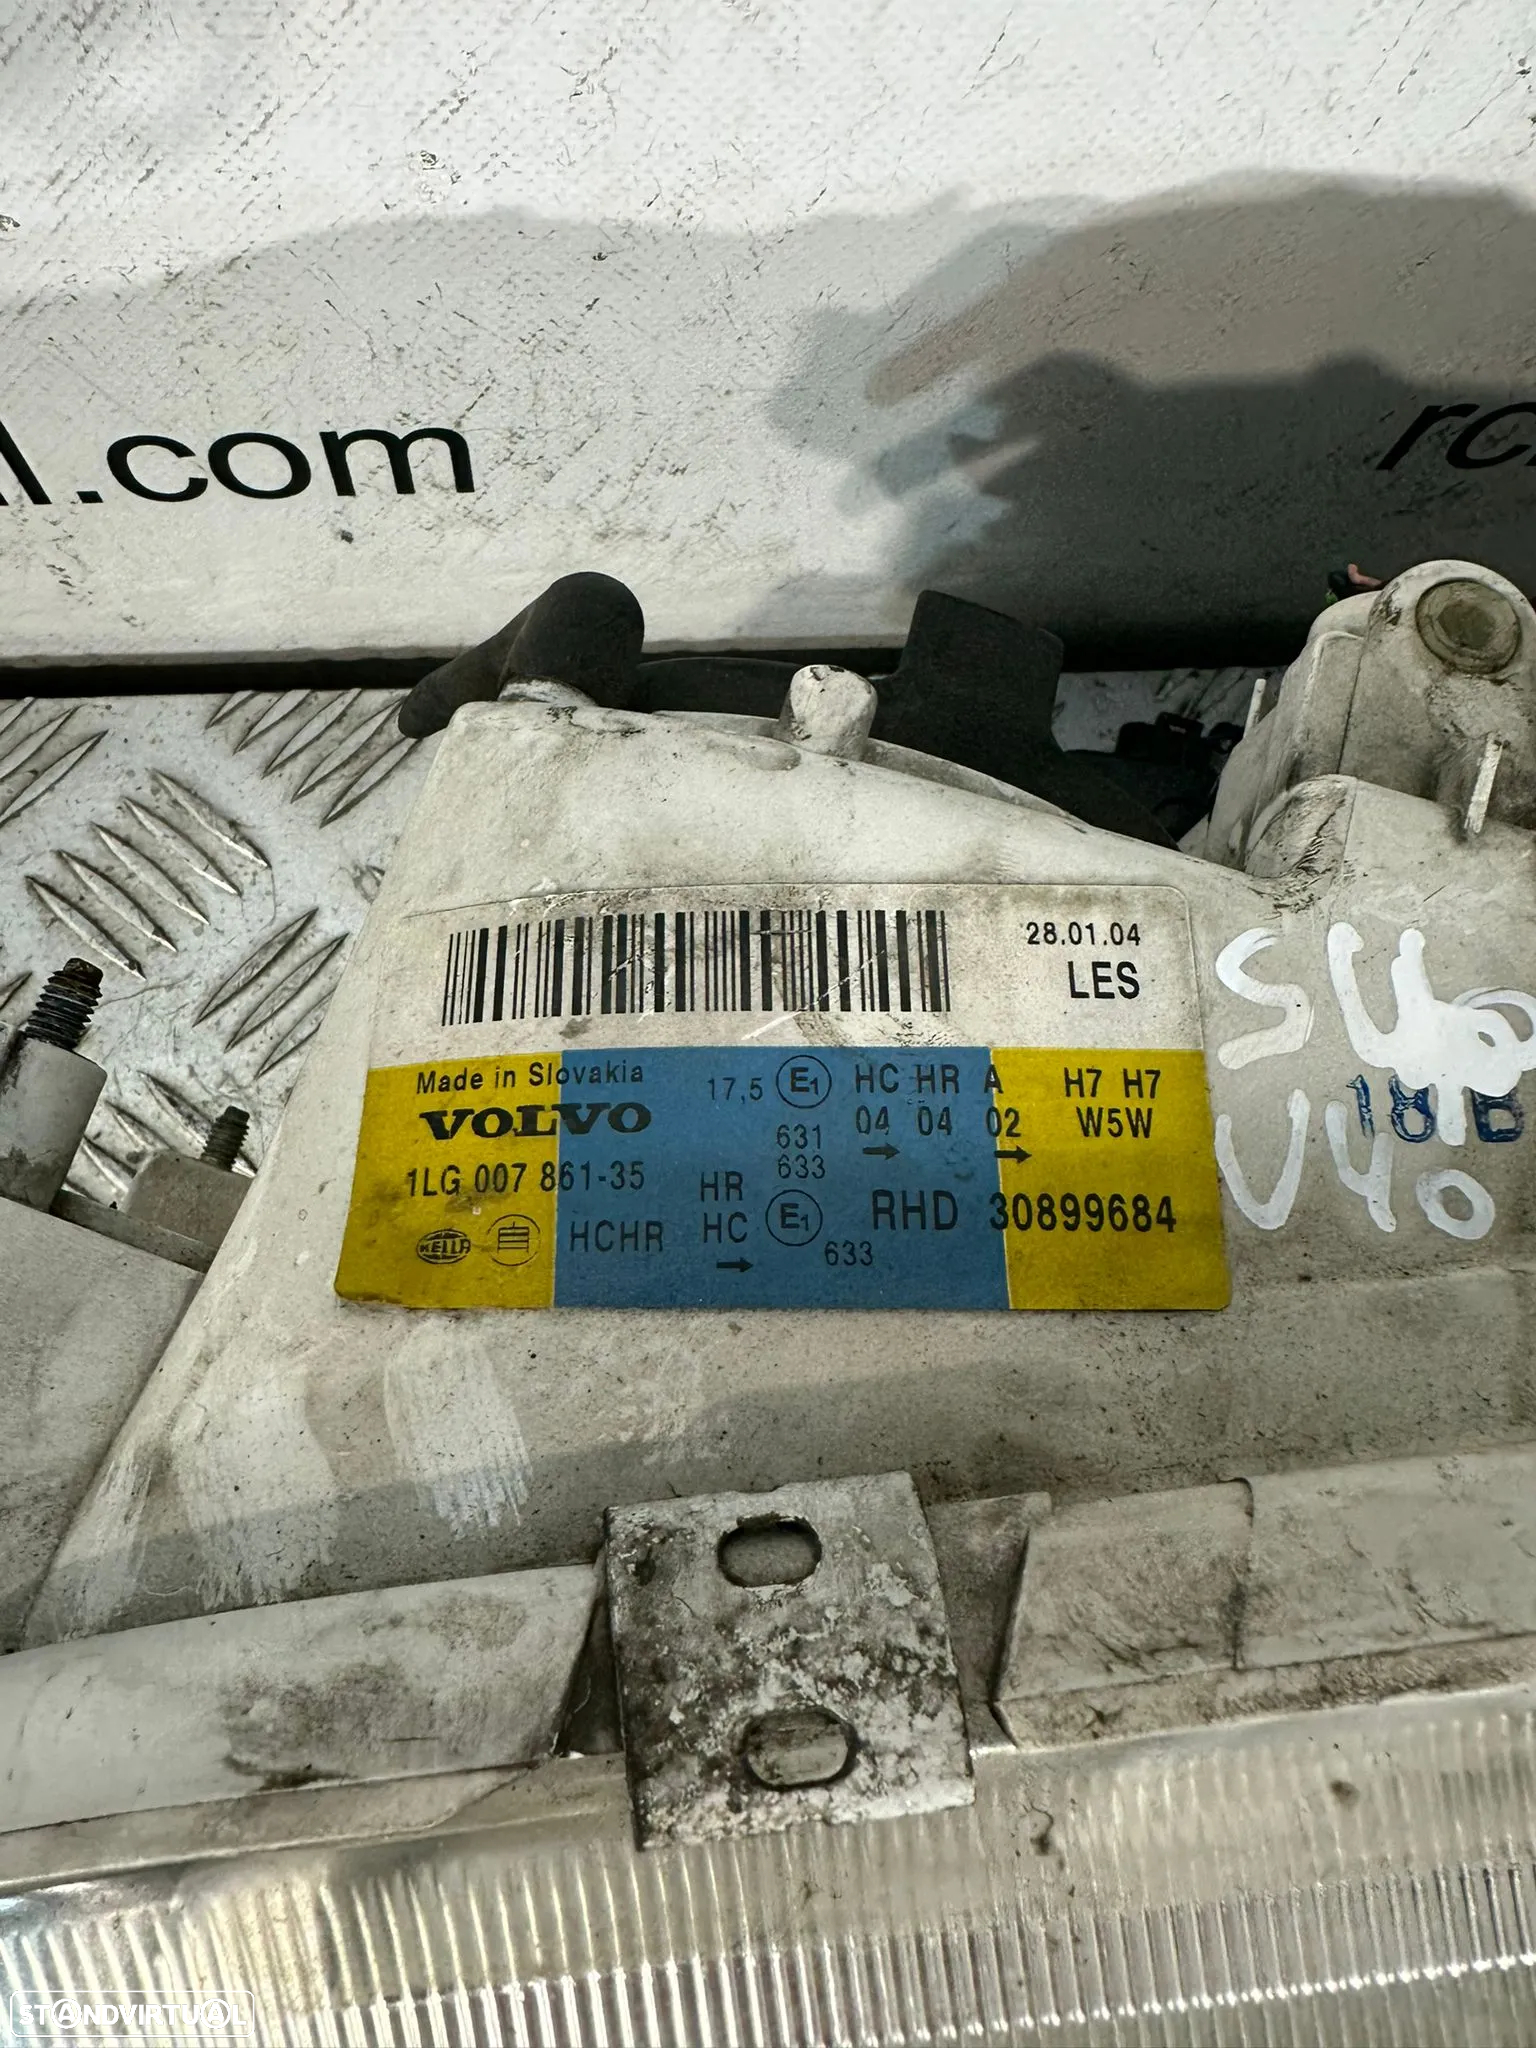 l.com
rc
28.01.04
LES
Made in Slovakia
VOLVO
1LG 007 861-35
HELLA
HCHR
17,5 E1 HC HR A H7 H7
04 04 02 W5W
631
633
HR
HC E1
633
RHD 30899684
S40
V40
STANDVIRTUAL